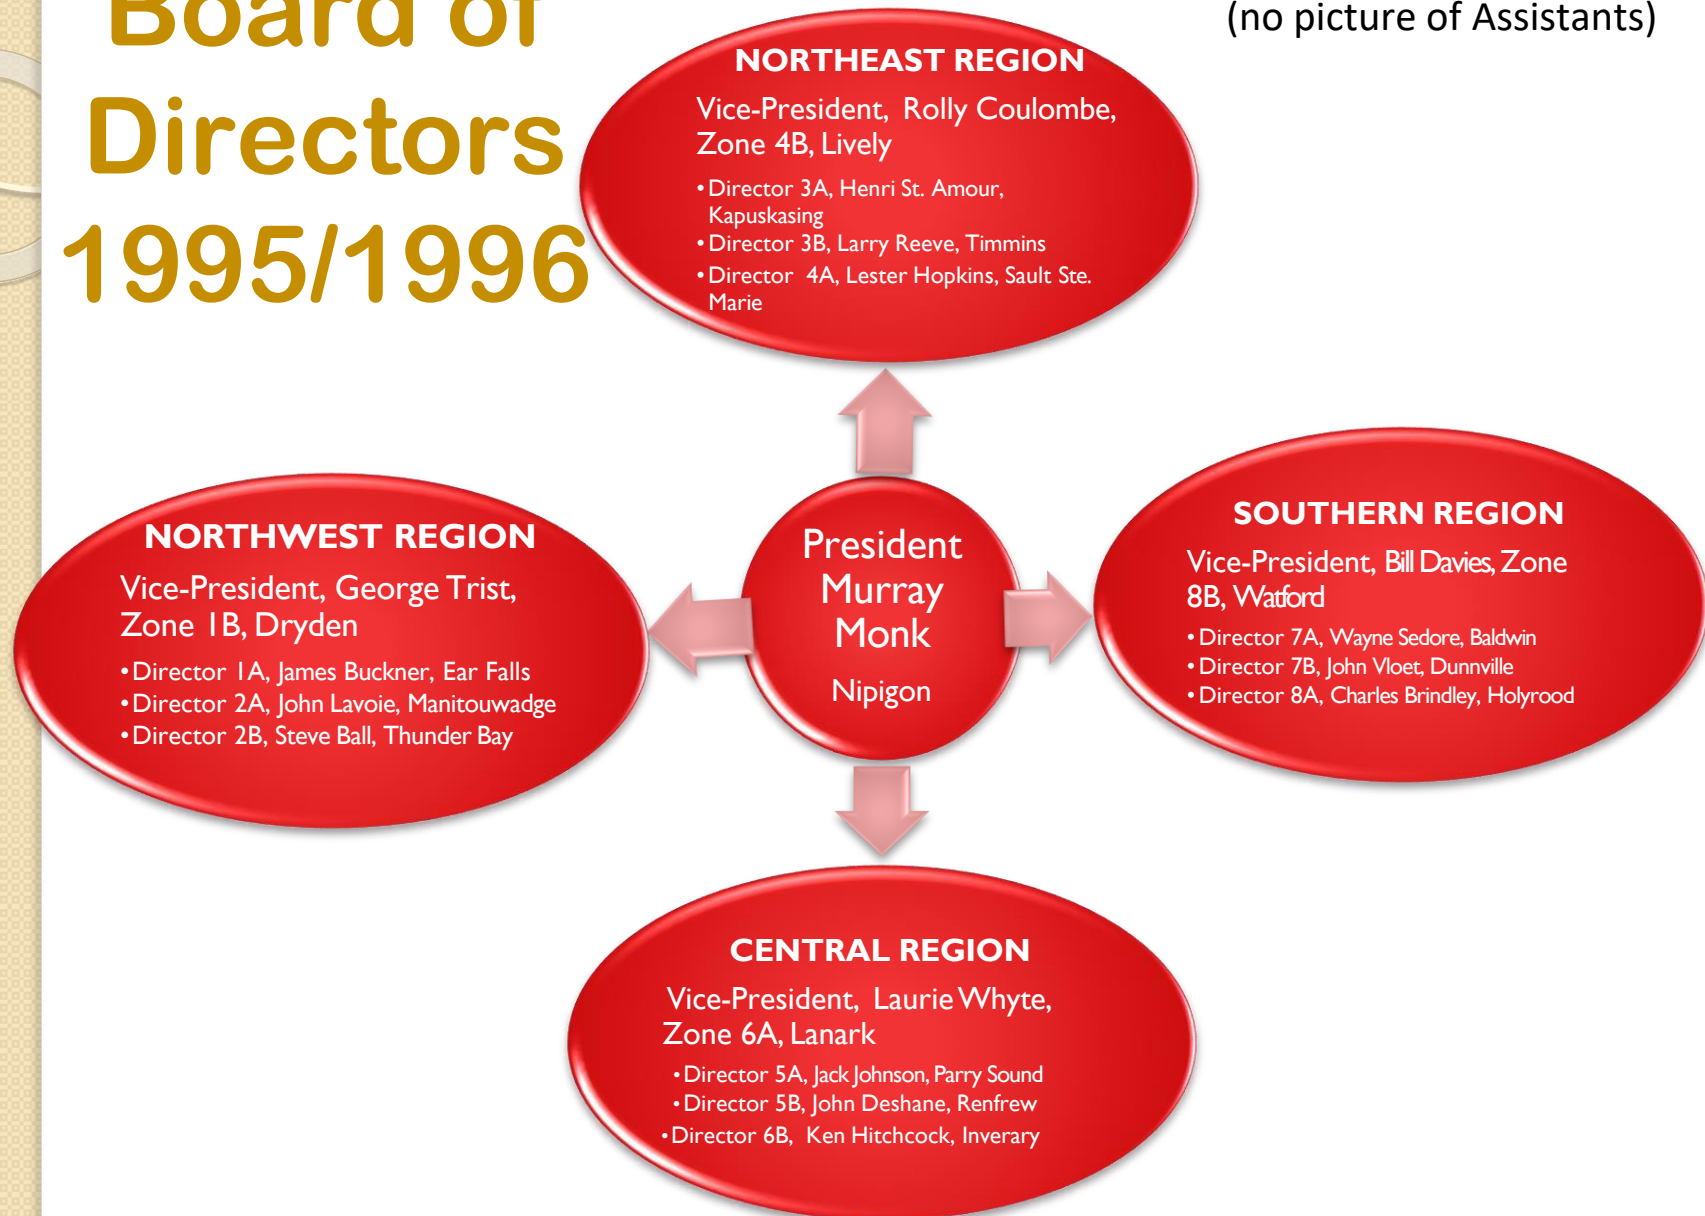 Board of
Directors
1995/1996
(no picture of Assistants)
NORTHEAST REGION
Vice-President, Rolly Coulombe,
Zone 4B, Lively
• Director 3A, Henri St. Amour,
Kapuskasing
• Director 3B, Larry Reeve, Timmins
• Director 4A, Lester Hopkins, Sault Ste.
Marie
NORTHWEST REGION
Vice-President, George Trist,
Zone 1B, Dryden
• Director 1A, James Buckner, Ear Falls
• Director 2A, John Lavoie, Manitouwadge
• Director 2B, Steve Ball, Thunder Bay
President
Murray
Monk
Nipigon
SOUTHERN REGION
Vice-President, Bill Davies, Zone
8B, Watford
• Director 7A, Wayne Sedore, Baldwin
• Director 7B, John Vloet, Dunnville
• Director 8A, Charles Brindley, Holyrood
CENTRAL REGION
Vice-President, Laurie Whyte,
Zone 6A, Lanark
• Director 5A, Jack Johnson, Parry Sound
• Director 5B, John Deshane, Renfrew
• Director 6B, Ken Hitchcock, Inverary